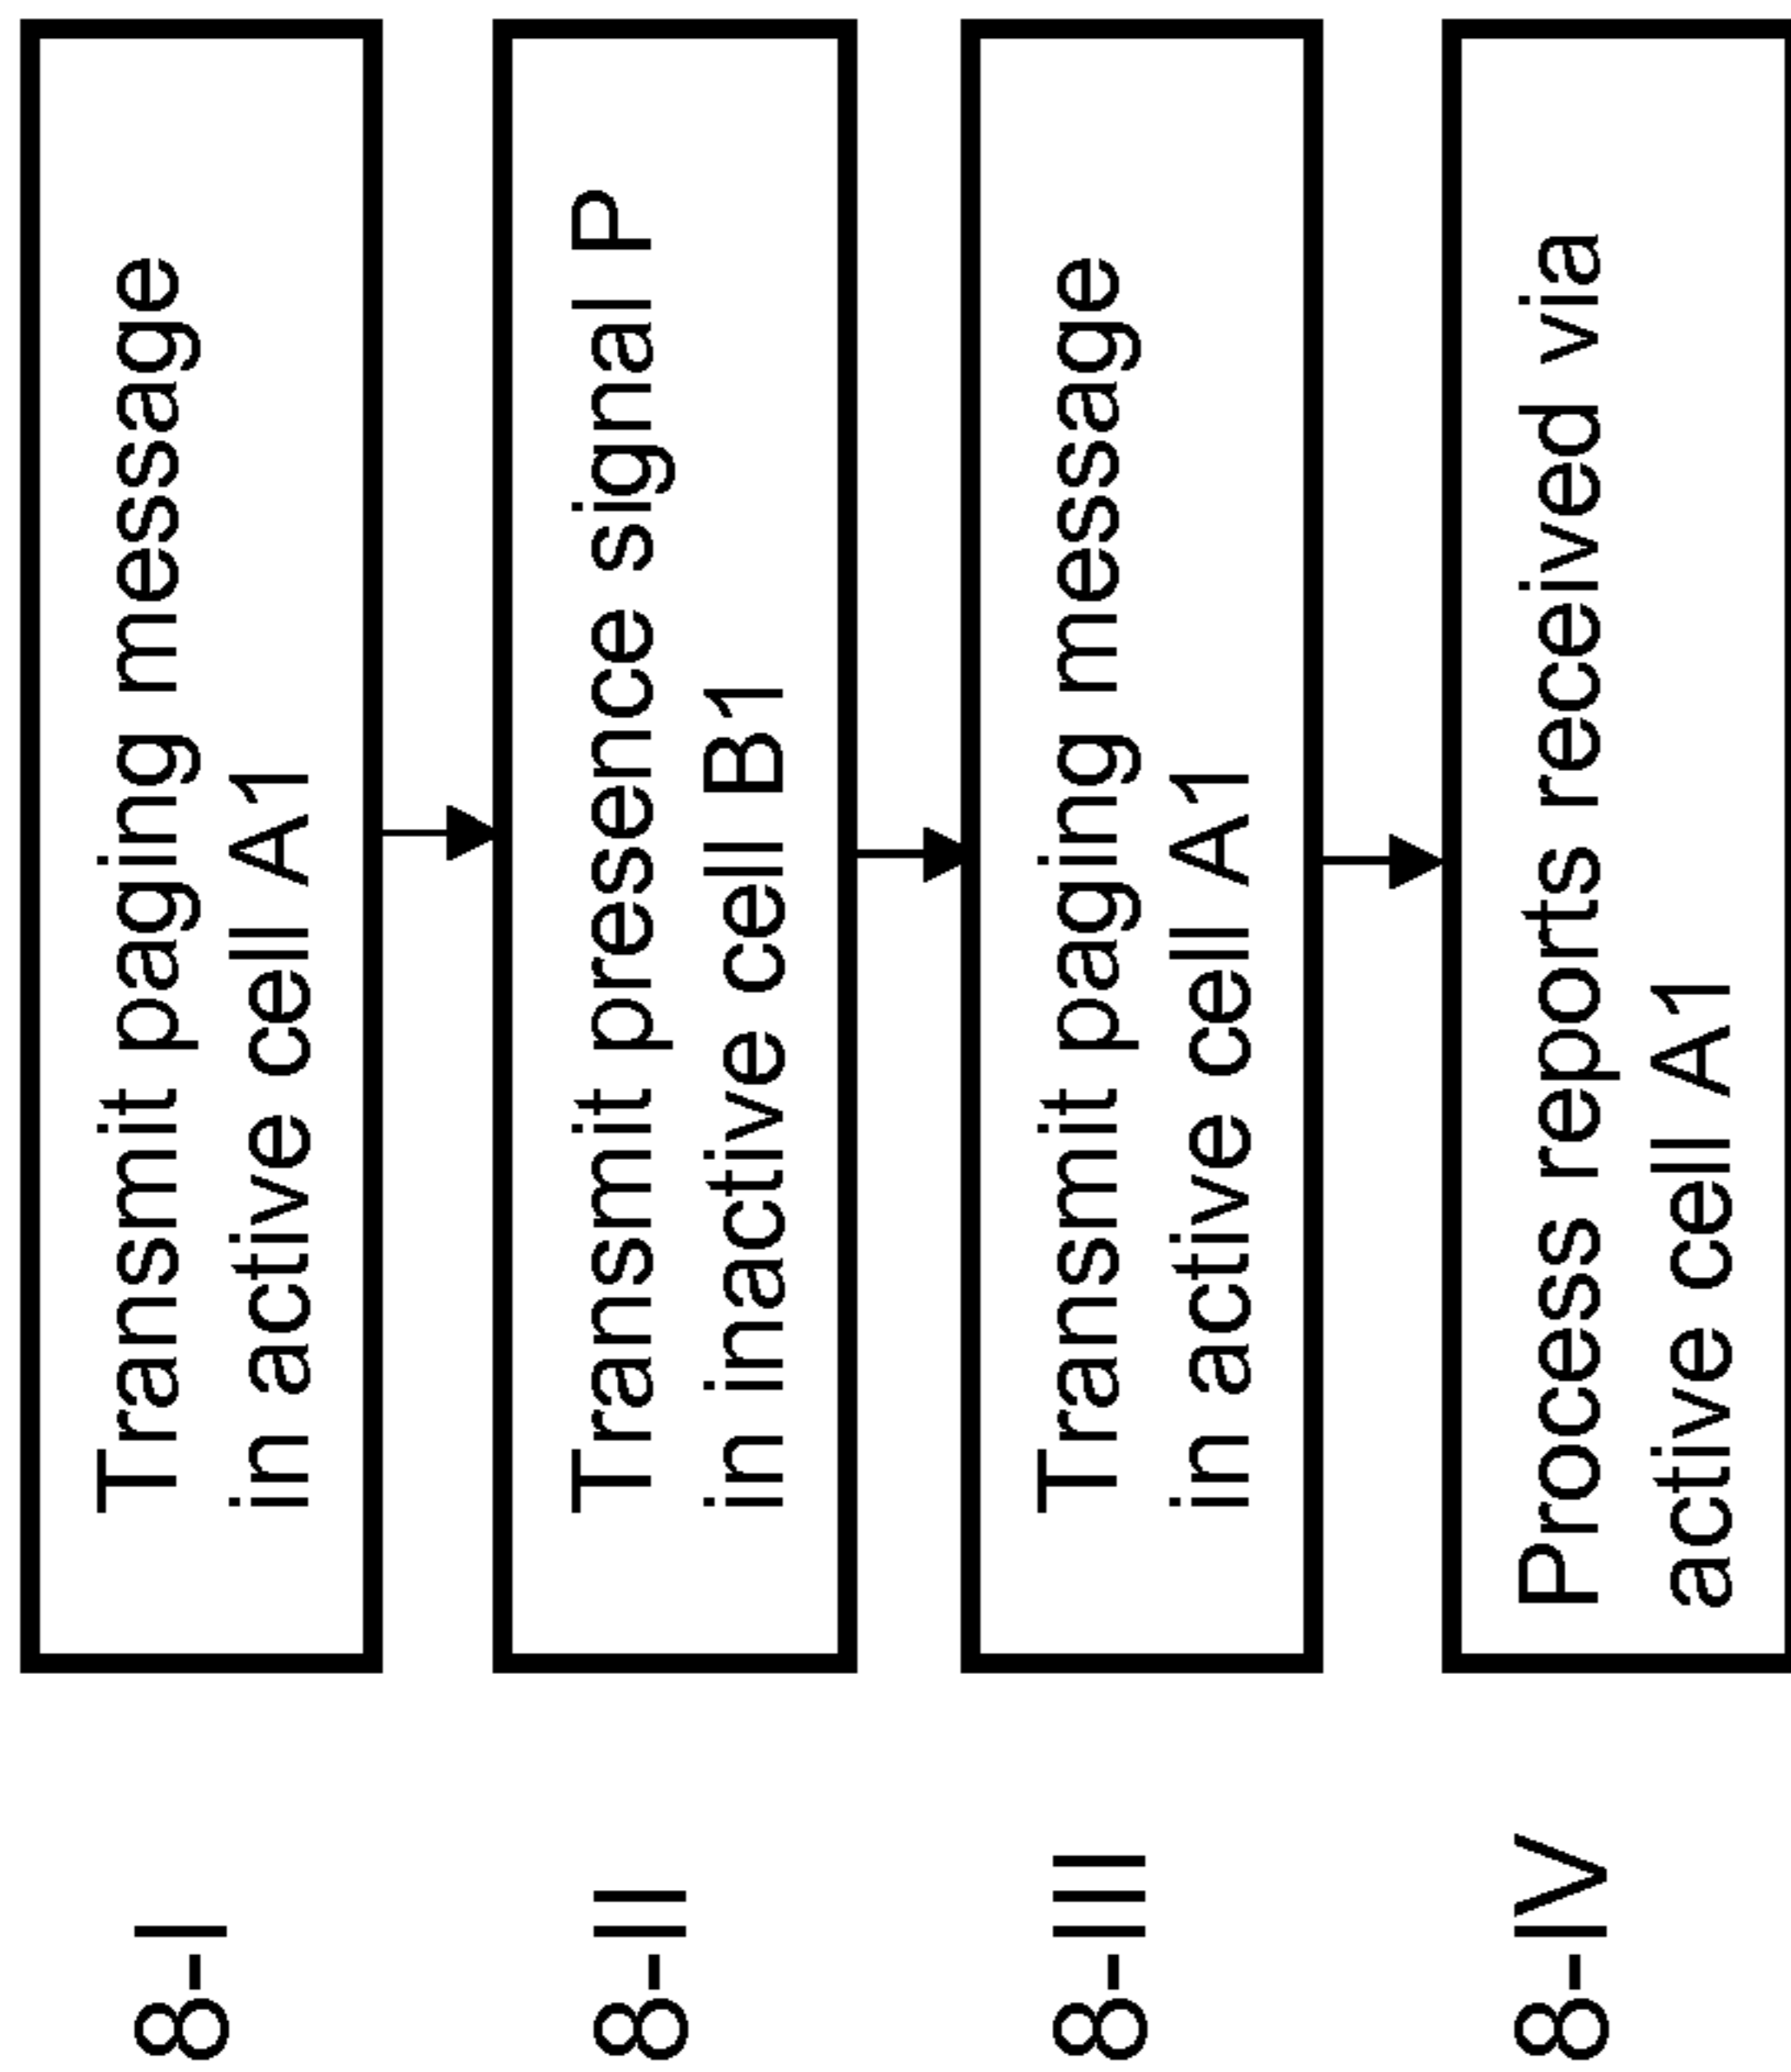 8-I
Transmit paging message
in active cell A1
8-II
Transmit presence signal P
in inactive cell B1
8-III
Transmit paging message
in active cell A1
8-IV
Process reports received via
active cell A1